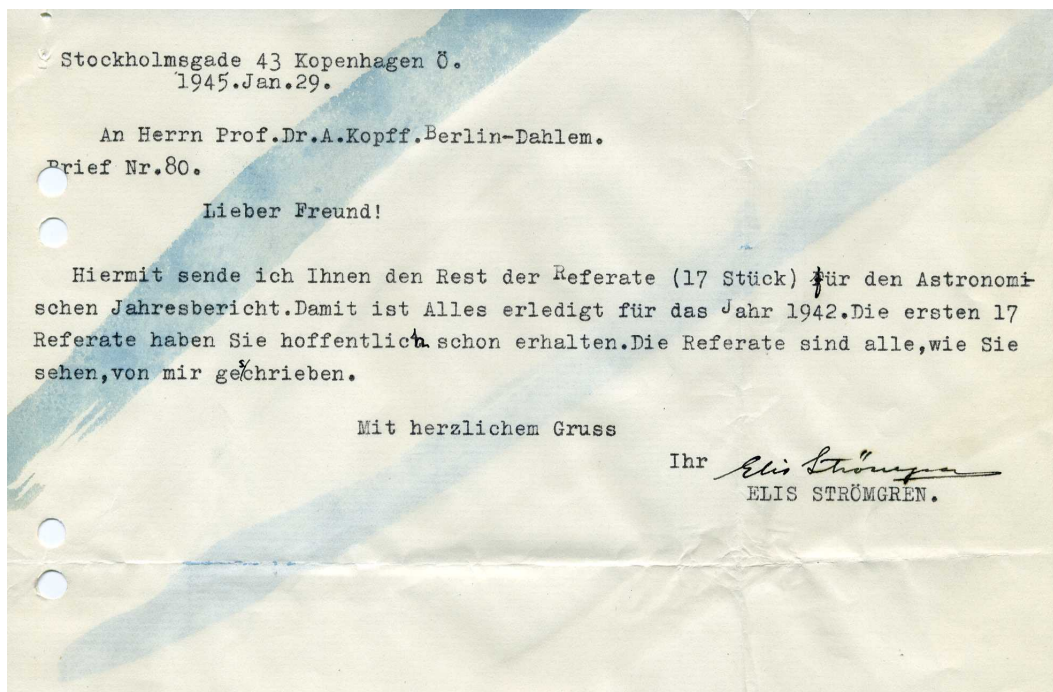 Stockholmsgade 43 Kopenhagen Ö.
1945.Jan.29.
An Herrn Prof.Dr.A.Kopff.Berlin-Dahlem.
Brief Nr.80.
Lieber Freund!
Hiermit sende ich Ihnen den Rest der Referate (17 Stück) für den Astronomi-
schen Jahresbericht.Damit ist Alles erledigt für das Jahr 1942.Die ersten 17
Referate haben Sie hoffentlich schon erhalten.Die Referate sind alle,wie Sie
sehen,von mir geschrieben.
Mit herzlichem Gruss
Ihr Elis Strömgren
ELIS STRÖMGREN.